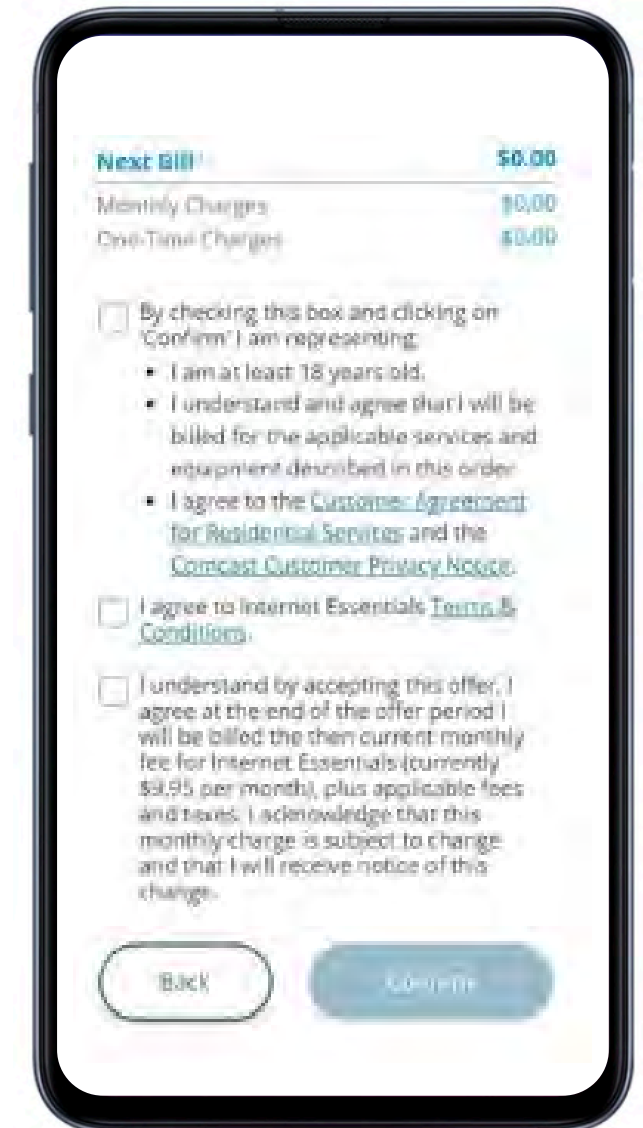 Next Bill $0.00
Monthly Charges $0.00
One-Time Charges $0.00
By checking this box and clicking on
'Confirm' I am representing:
• I am at least 18 years old.
• I understand and agree that I will be
billed for the applicable services and
equipment described in this order
• I agree to the Customer Agreement
for Residential Services and the
Comcast Customer Privacy Notice.
I agree to Internet Essentials Terms &
Conditions.
I understand by accepting this offer, I
agree at the end of the offer period I
will be billed the then current monthly
fee for Internet Essentials (currently
$9.95 per month), plus applicable fees
and taxes. I acknowledge that this
monthly charge is subject to change
and that I will receive notice of this
change.
Back